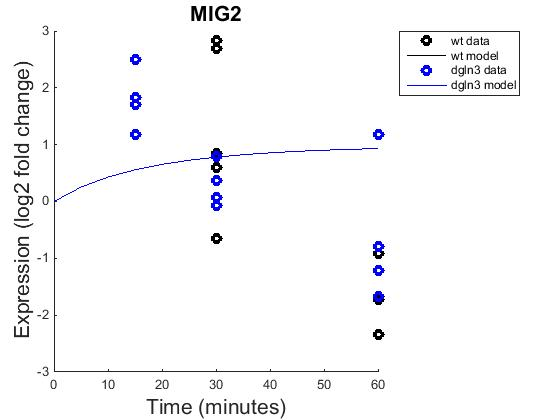 MIG2
Expression (log2 fold change)
3
2
1
0
-1
-2
-3
0
10
20
30
40
50
60
Time (minutes)
wt data
wt model
dgln3 data
dgln3 model